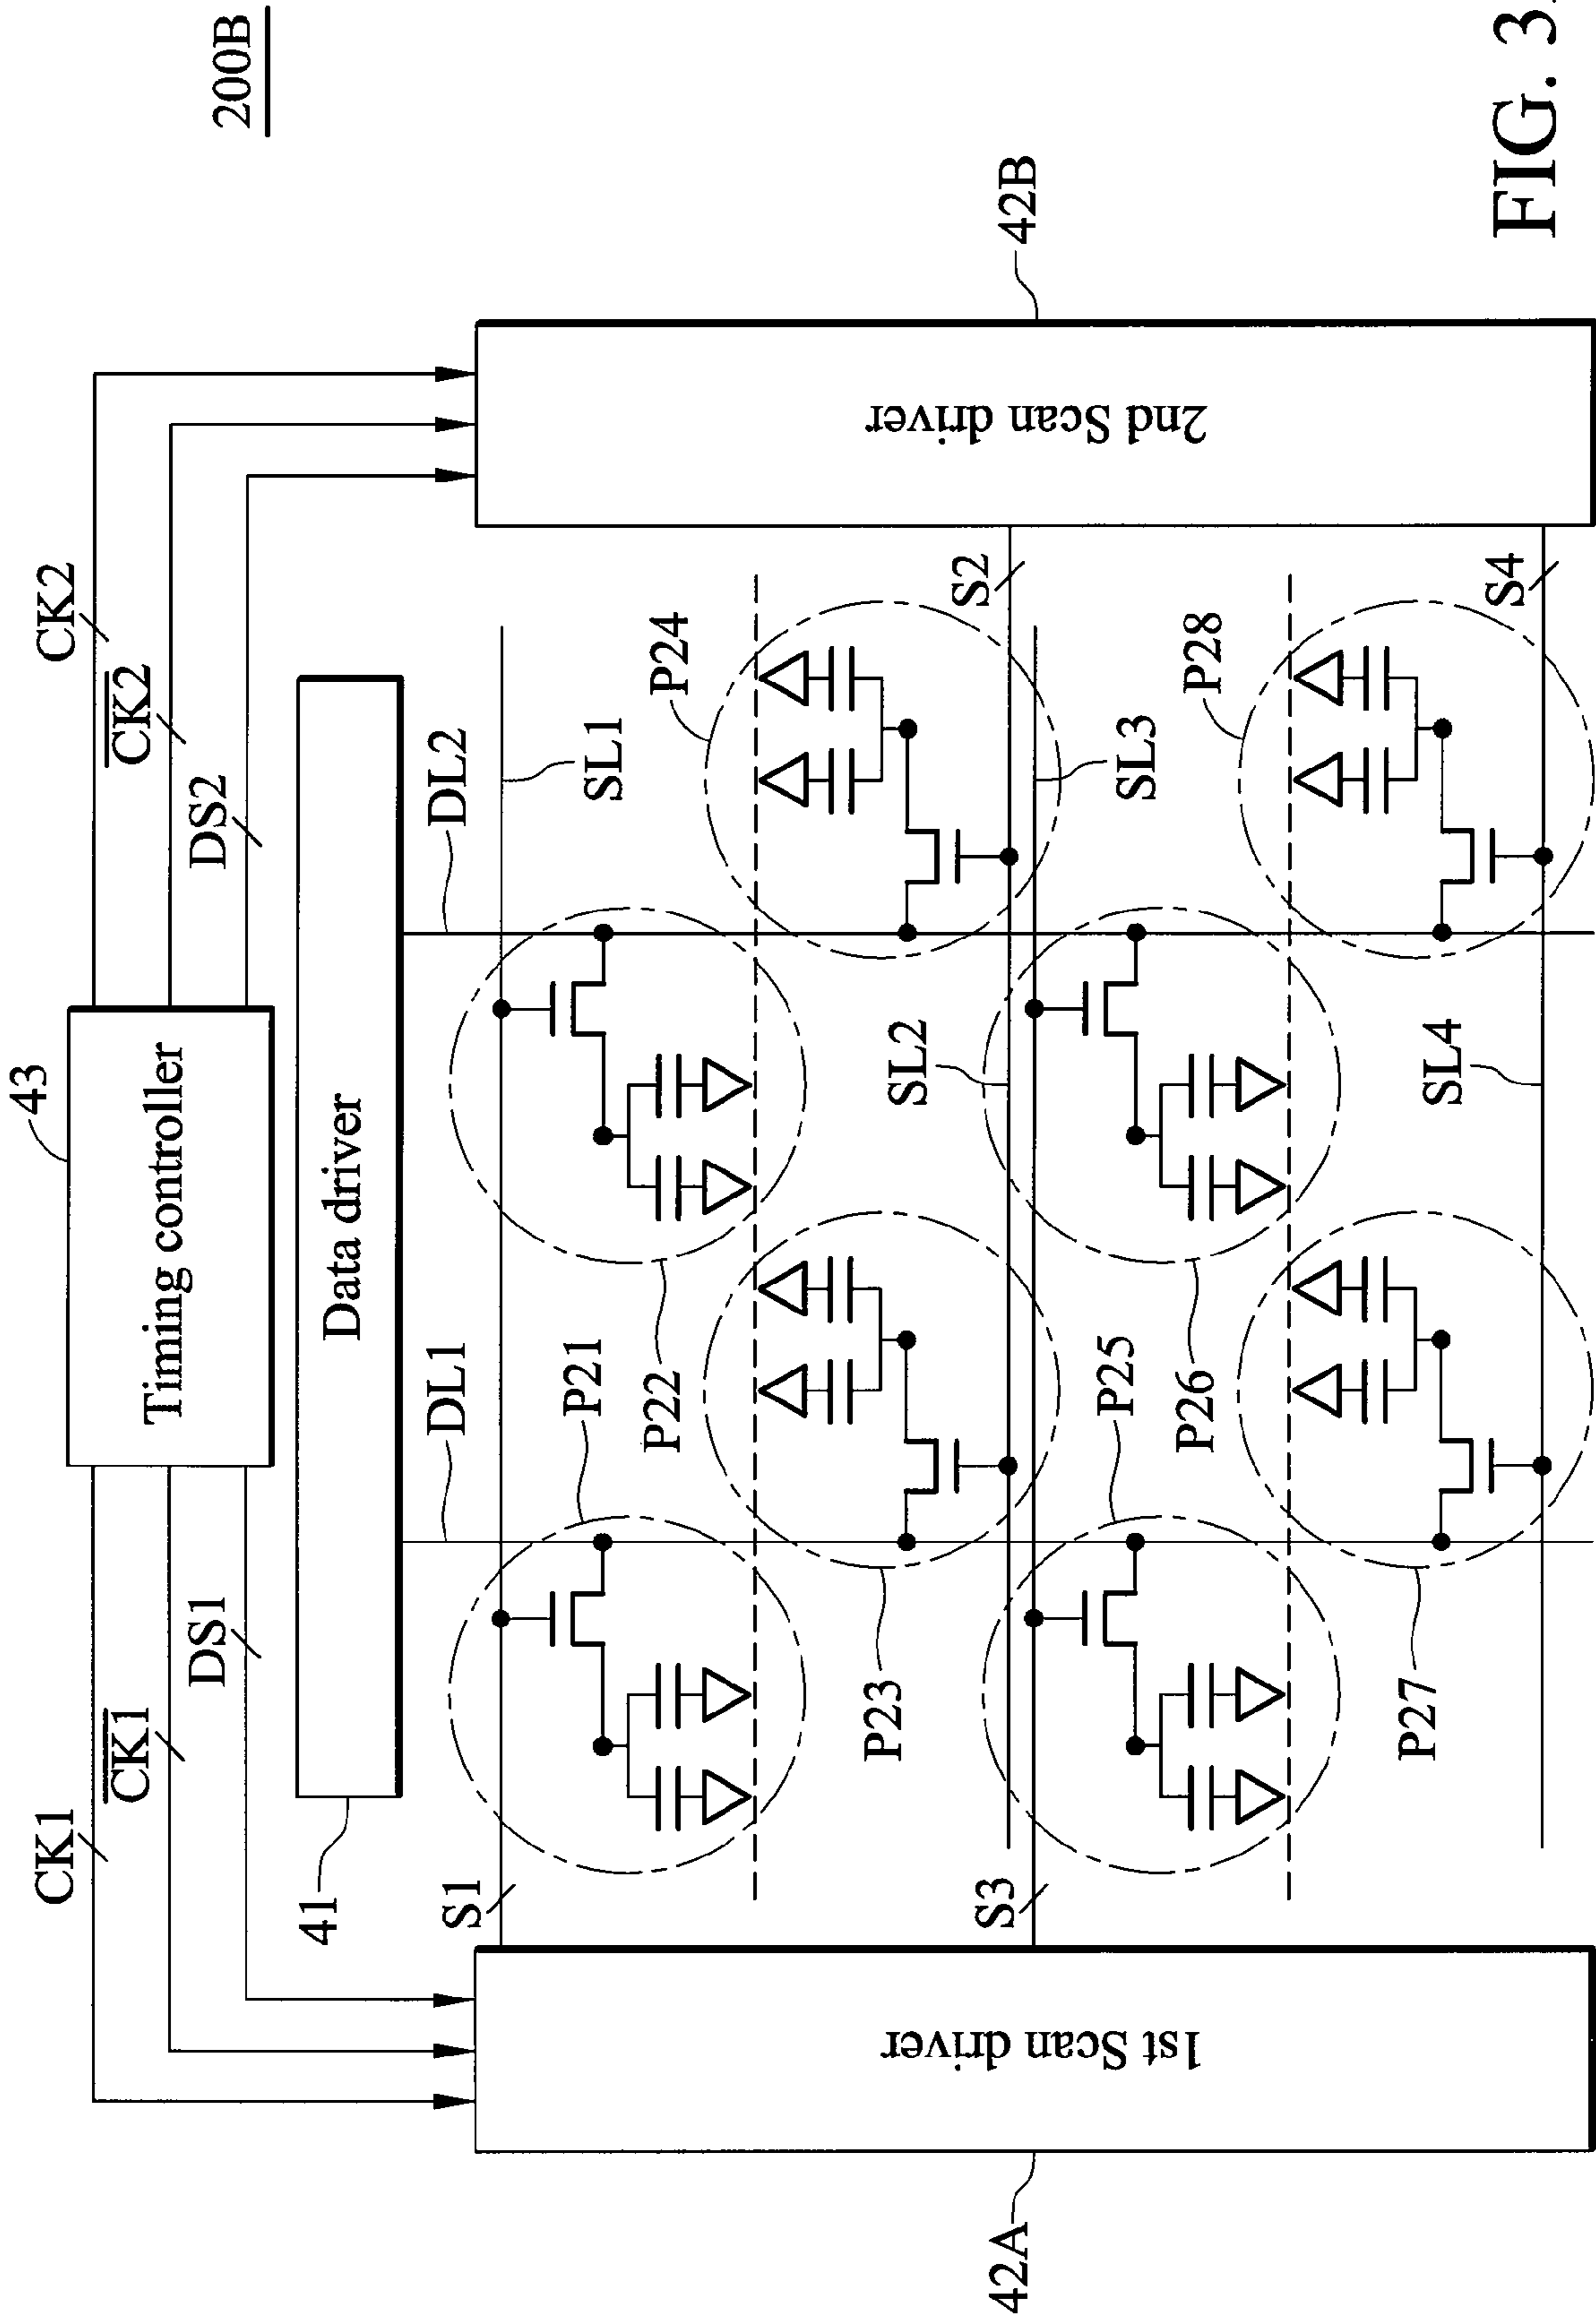 200B
43
Timing controller
CK1
CK2
C̅K̅1̅
C̅K̅2̅
DS1
DS2
41
Data driver
DL1
DL2
S1
SL1
P21
P22
P23
P24
SL2
S2
S3
SL3
P25
P26
P27
P28
SL4
S4
42A
1st Scan driver
42B
2nd Scan driver
FIG. 3.